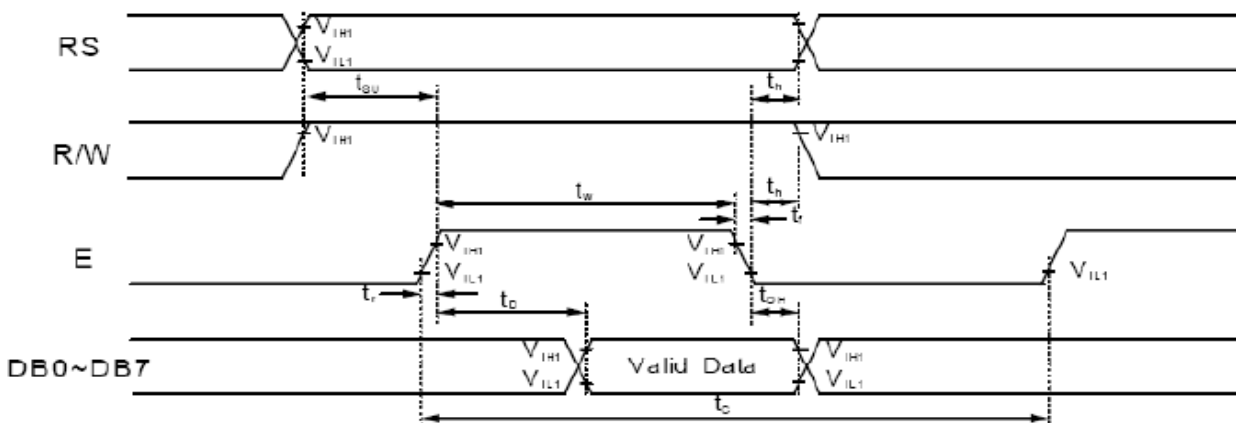 RS
VIH1
VIL1
tSU
th
R/W
VIH1
VIH1
tw
th
tf
E
VIH1
VIL1
VIH1
VIL1
VIL1
tr
tD
tDH
DB0~DB7
VIH1
VIL1
Valid Data
VIH1
VIL1
tC